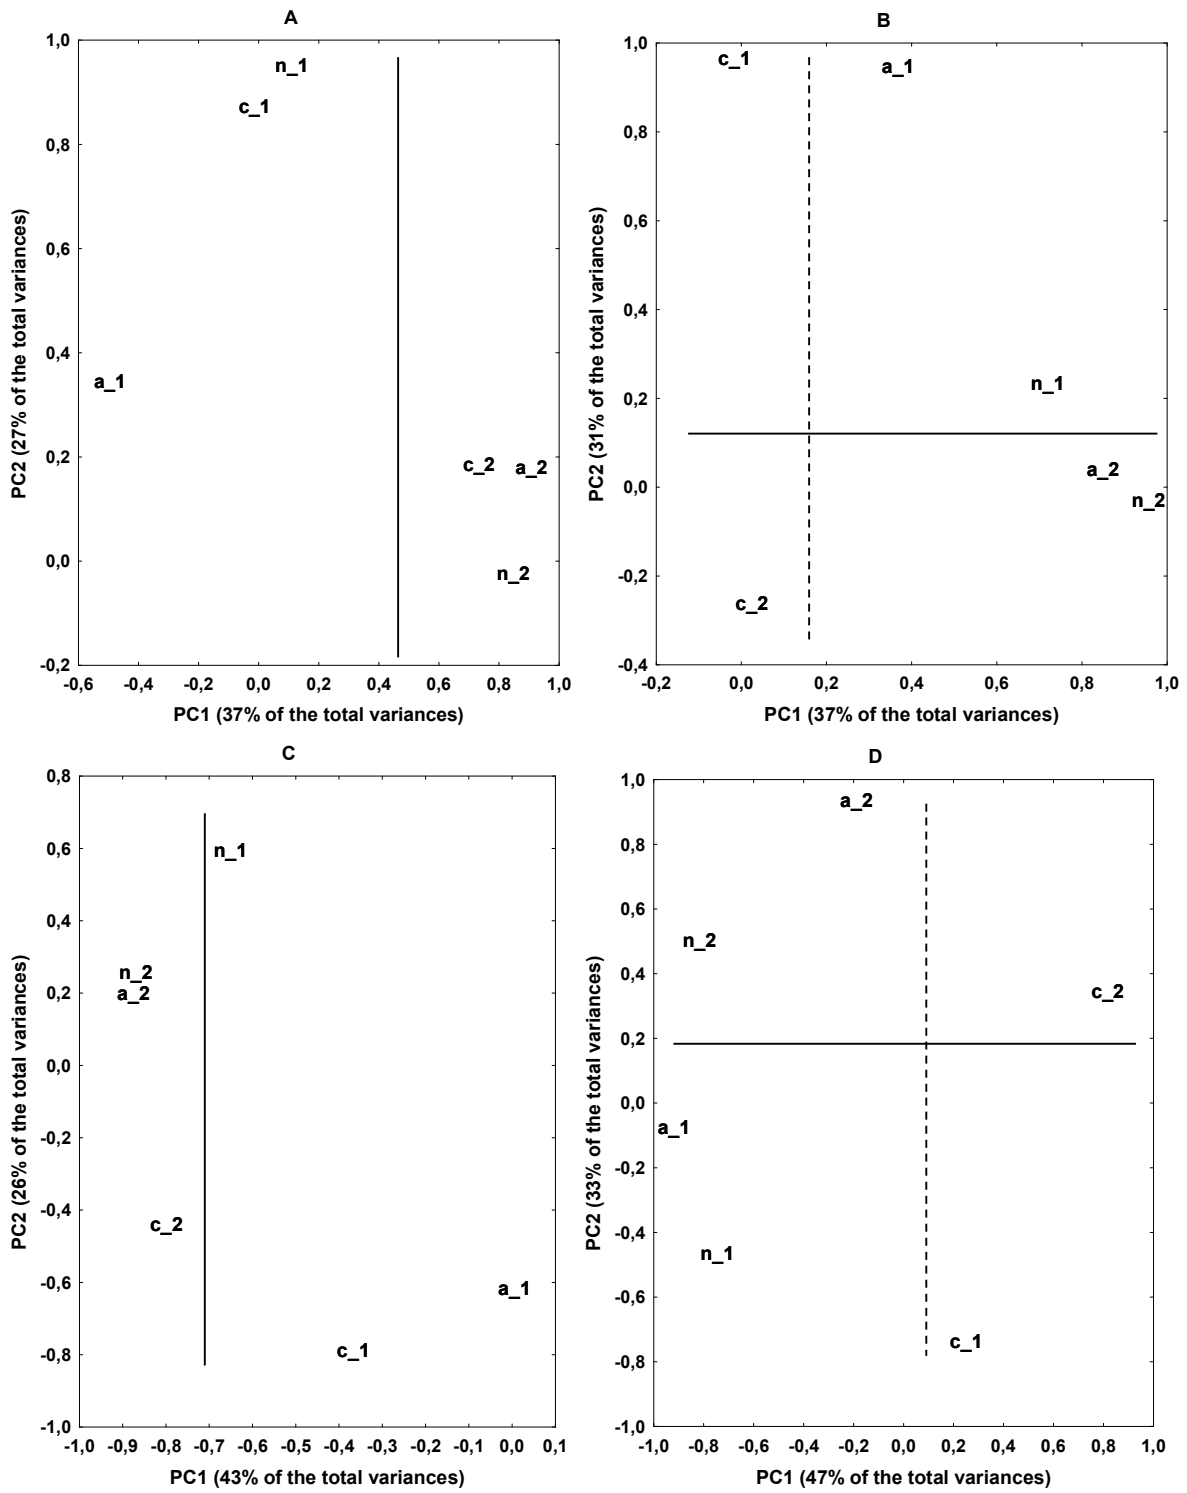 A
1,0
0,8
0,6
0,4
0,2
0,0
-0,2
PC2 (27% of the total variances)
n_1
c_1
a_1
c_2 a_2
n_2
-0,6 -0,4 -0,2 0,0 0,2 0,4 0,6 0,8 1,0
PC1 (37% of the total variances)
B
1,0
0,8
0,6
0,4
0,2
0,0
-0,2
-0,4
PC2 (31% of the total variances)
c_1
a_1
n_1
a_2
n_2
c_2
-0,2 0,0 0,2 0,4 0,6 0,8 1,0
PC1 (37% of the total variances)
C
0,8
0,6
0,4
0,2
0,0
-0,2
-0,4
-0,6
-0,8
-1,0
PC2 (26% of the total variances)
n_1
n_2
a_2
c_2
a_1
c_1
-1,0 -0,9 -0,8 -0,7 -0,6 -0,5 -0,4 -0,3 -0,2 -0,1 0,0 0,1
PC1 (43% of the total variances)
D
1,0
0,8
0,6
0,4
0,2
0,0
-0,2
-0,4
-0,6
-0,8
-1,0
PC2 (33% of the total variances)
a_2
n_2
c_2
a_1
n_1
c_1
-1,0 -0,8 -0,6 -0,4 -0,2 0,0 0,2 0,4 0,6 0,8 1,0
PC1 (47% of the total variances)